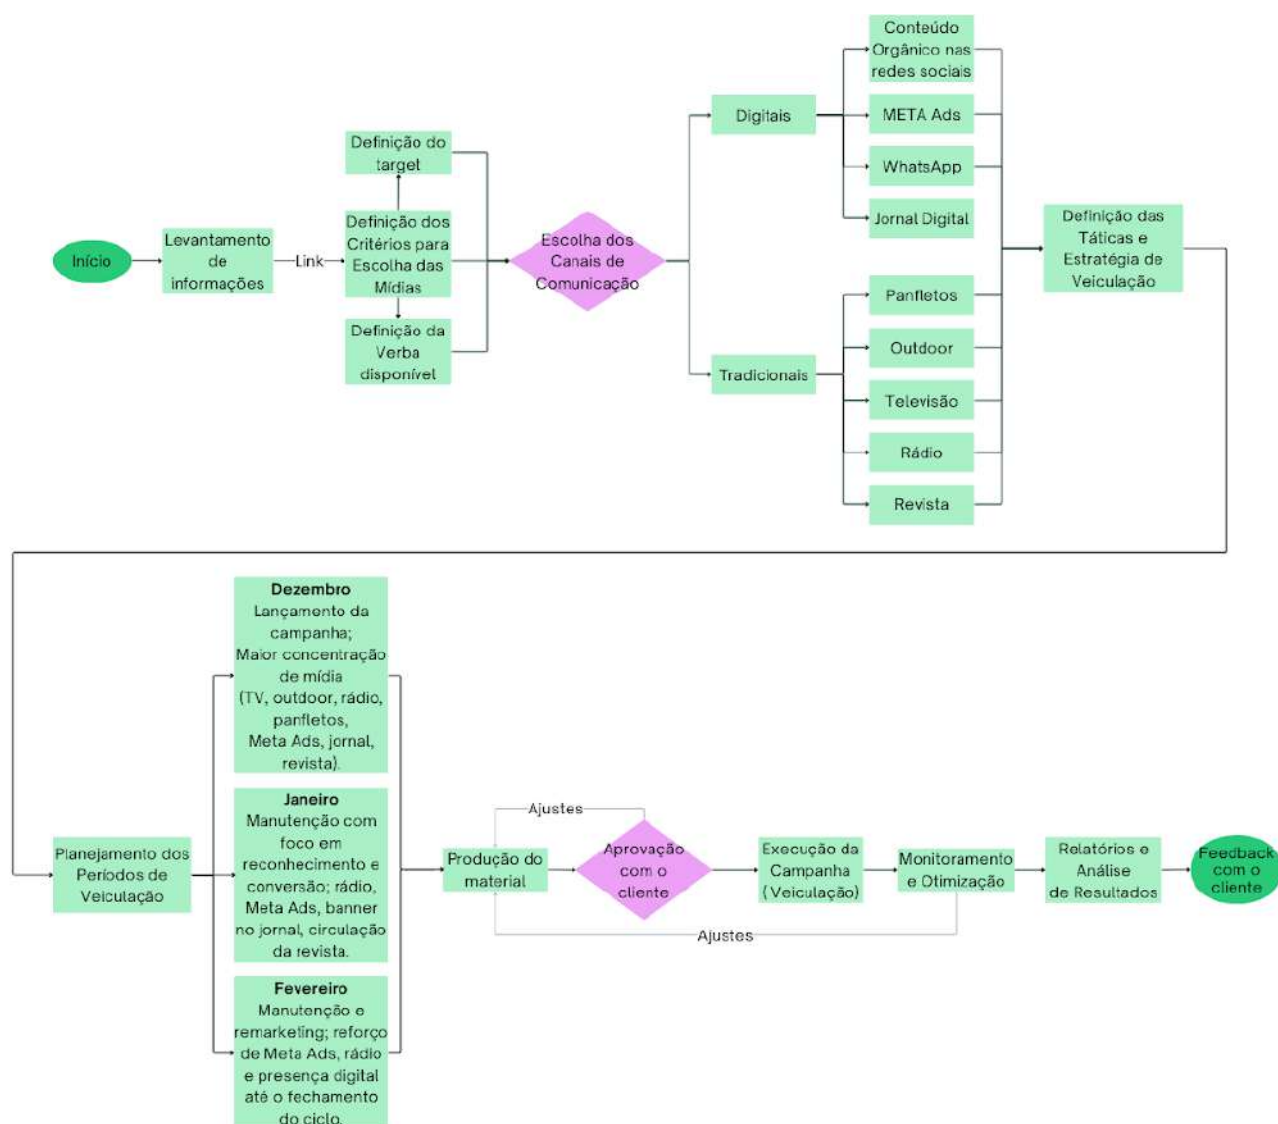 Início
Levantamento
de
informações
Link
Definição do
target
Definição dos
Critérios para
Escolha das
Mídias
Definição da
Verba
disponível
Escolha dos
Canais de
Comunicação
Digitais
Conteúdo
Orgânico nas
redes sociais
META Ads
WhatsApp
Jornal Digital
Tradicionais
Panfletos
Outdoor
Televisão
Rádio
Revista
Definição das
Táticas e
Estratégia de
Veiculação
Planejamento dos
Períodos de
Veiculação
Dezembro
Lançamento da
campanha;
Maior concentração
de mídia
(TV, outdoor, rádio,
panfletos,
Meta Ads, jornal,
revista).
Janeiro
Manutenção com
foco em
reconhecimento e
conversão; rádio,
Meta Ads, banner
no jornal, circulação
da revista.
Fevereiro
Manutenção e
remarketing; reforço
de Meta Ads, rádio
e presença digital
até o fechamento
do ciclo.
Produção do
material
Ajustes
Aprovação
com o
cliente
Execução da
Campanha
(Veiculação)
Monitoramento
e Otimização
Ajustes
Relatórios e
Análise
de Resultados
Feedback
com o
cliente